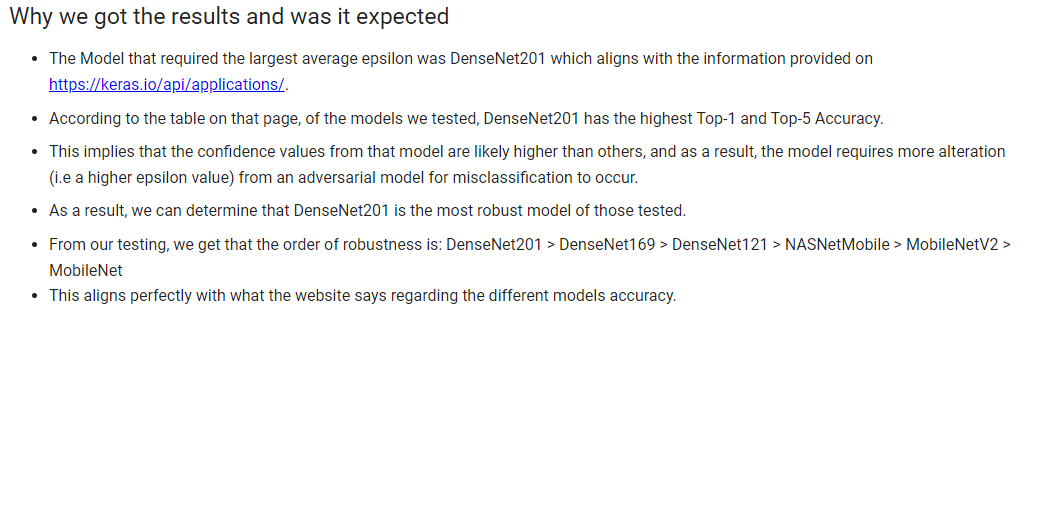 Why we got the results and was it expected
• The Model that required the largest average epsilon was DenseNet201 which aligns with the information provided on
https://keras.io/api/applications/.
• According to the table on that page, of the models we tested, DenseNet201 has the highest Top-1 and Top-5 Accuracy.
• This implies that the confidence values from that model are likely higher than others, and as a result, the model requires more alteration
(i.e a higher epsilon value) from an adversarial model for misclassification to occur.
• As a result, we can determine that DenseNet201 is the most robust model of those tested.
• From our testing, we get that the order of robustness is: DenseNet201 > DenseNet169 > DenseNet121 > NASNetMobile > MobileNetV2 >
MobileNet
• This aligns perfectly with what the website says regarding the different models accuracy.